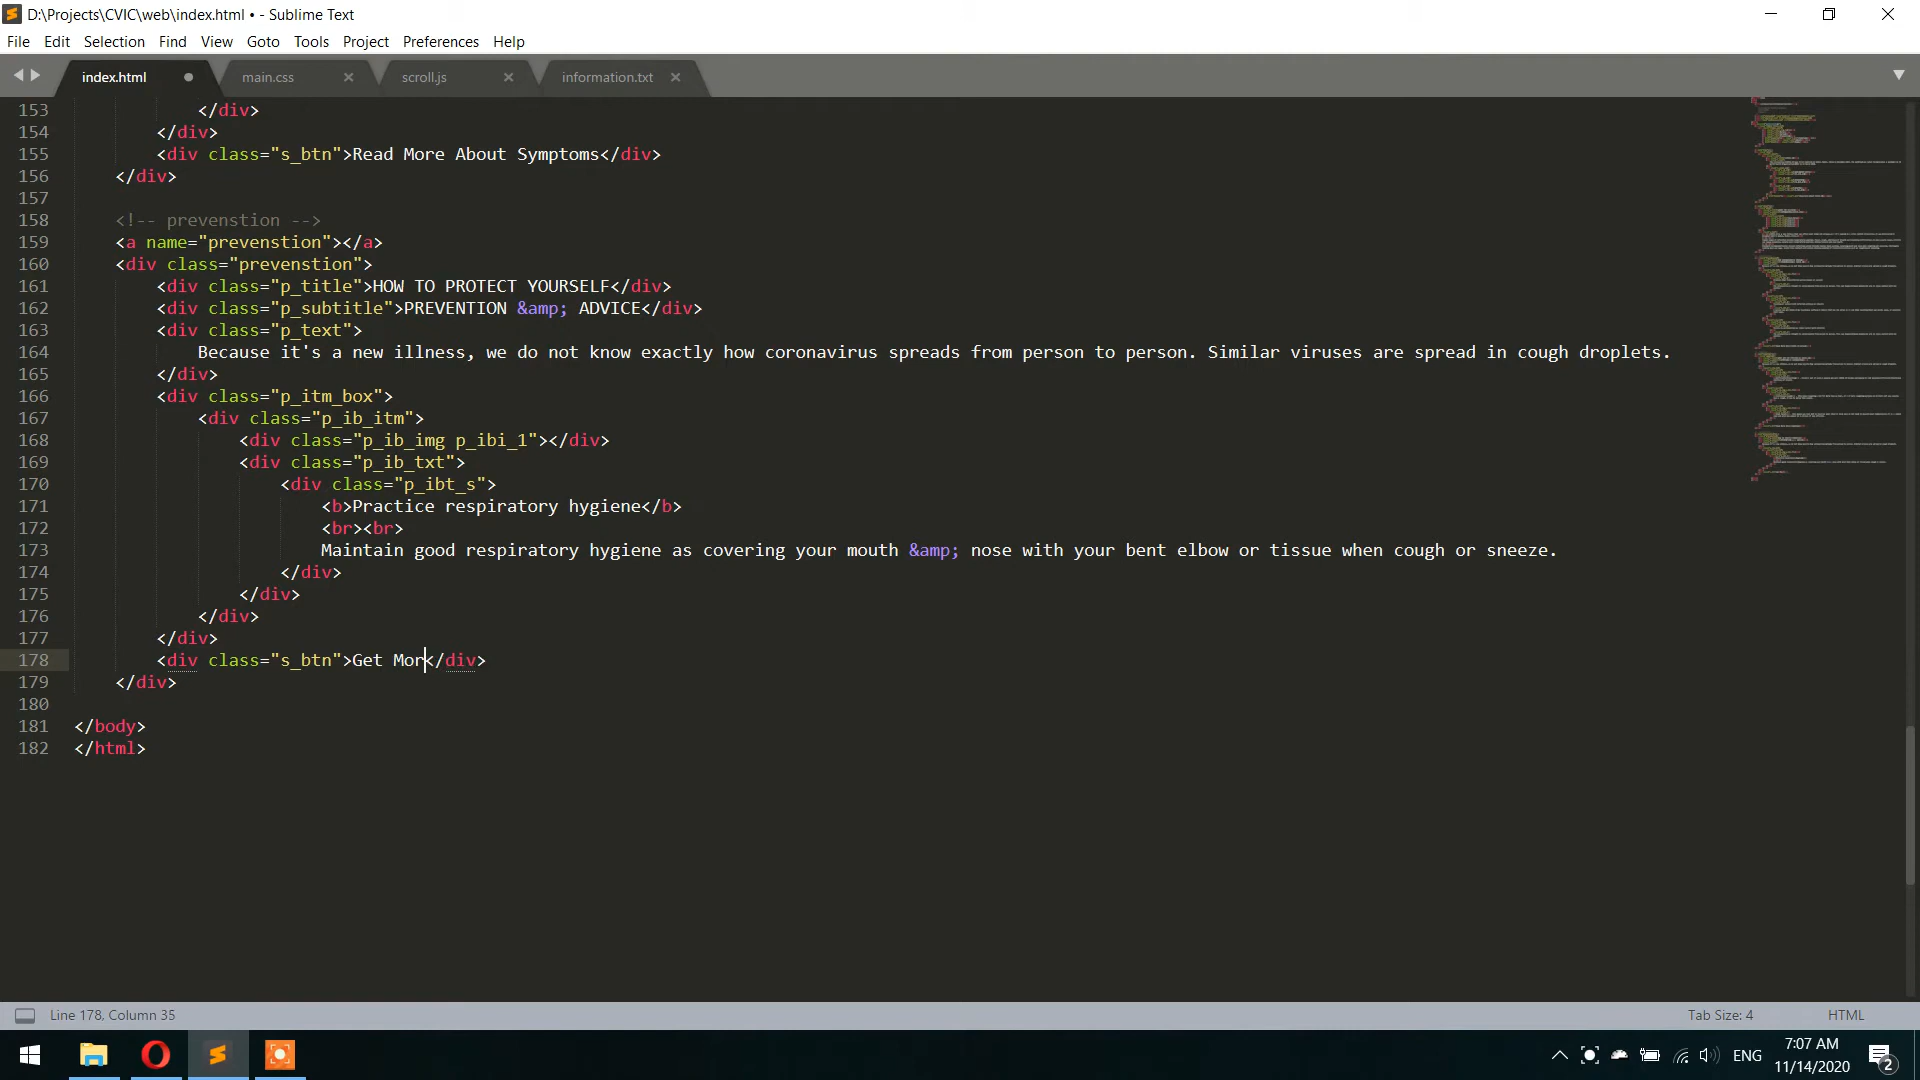 D:\Projects\CVIC\web\index.html • - Sublime Text
File Edit Selection Find View Goto Tools Project Preferences Help
index.html main.css scroll.js information.txt
153 </div>
154 </div>
155 <div class="s_btn">Read More About Symptoms</div>
156 </div>
157
158 <!-- prevenstion -->
159 <a name="prevenstion"></a>
160 <div class="prevenstion">
161 <div class="p_title">HOW TO PROTECT YOURSELF</div>
162 <div class="p_subtitle">PREVENTION &amp; ADVICE</div>
163 <div class="p_text">
164 Because it's a new illness, we do not know exactly how coronavirus spreads from person to person. Similar viruses are spread in cough droplets.
165 </div>
166 <div class="p_itm_box">
167 <div class="p_ib_itm">
168 <div class="p_ib_img p_ibi_1"></div>
169 <div class="p_ib_txt">
170 <div class="p_ibt_s">
171 <b>Practice respiratory hygiene</b>
172 <br><br>
173 Maintain good respiratory hygiene as covering your mouth &amp; nose with your bent elbow or tissue when cough or sneeze.
174 </div>
175 </div>
176 </div>
177 </div>
178 <div class="s_btn">Get Mor</div>
179 </div>
180
181 </body>
182 </html>
Line 178, Column 35 Tab Size: 4 HTML
ENG
7:07 AM
11/14/2020
2